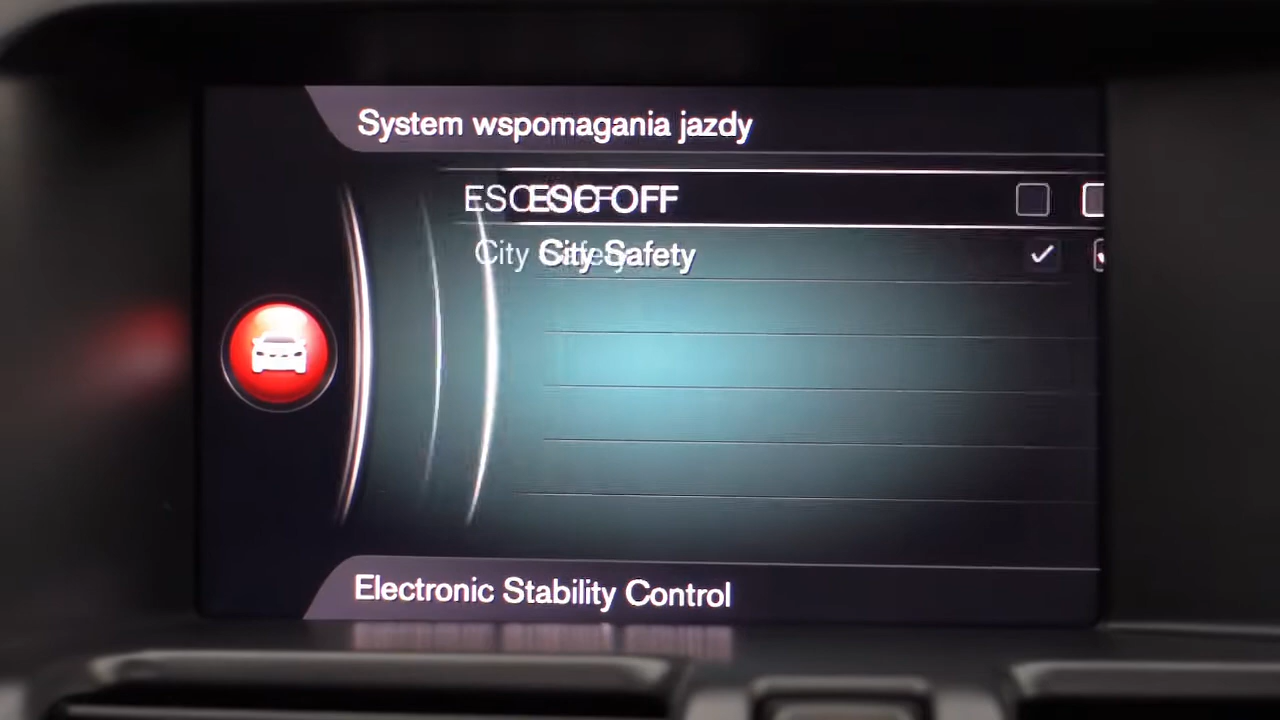 System wspomagania jazdy
ESC OFF
City Safety
Electronic Stability Control